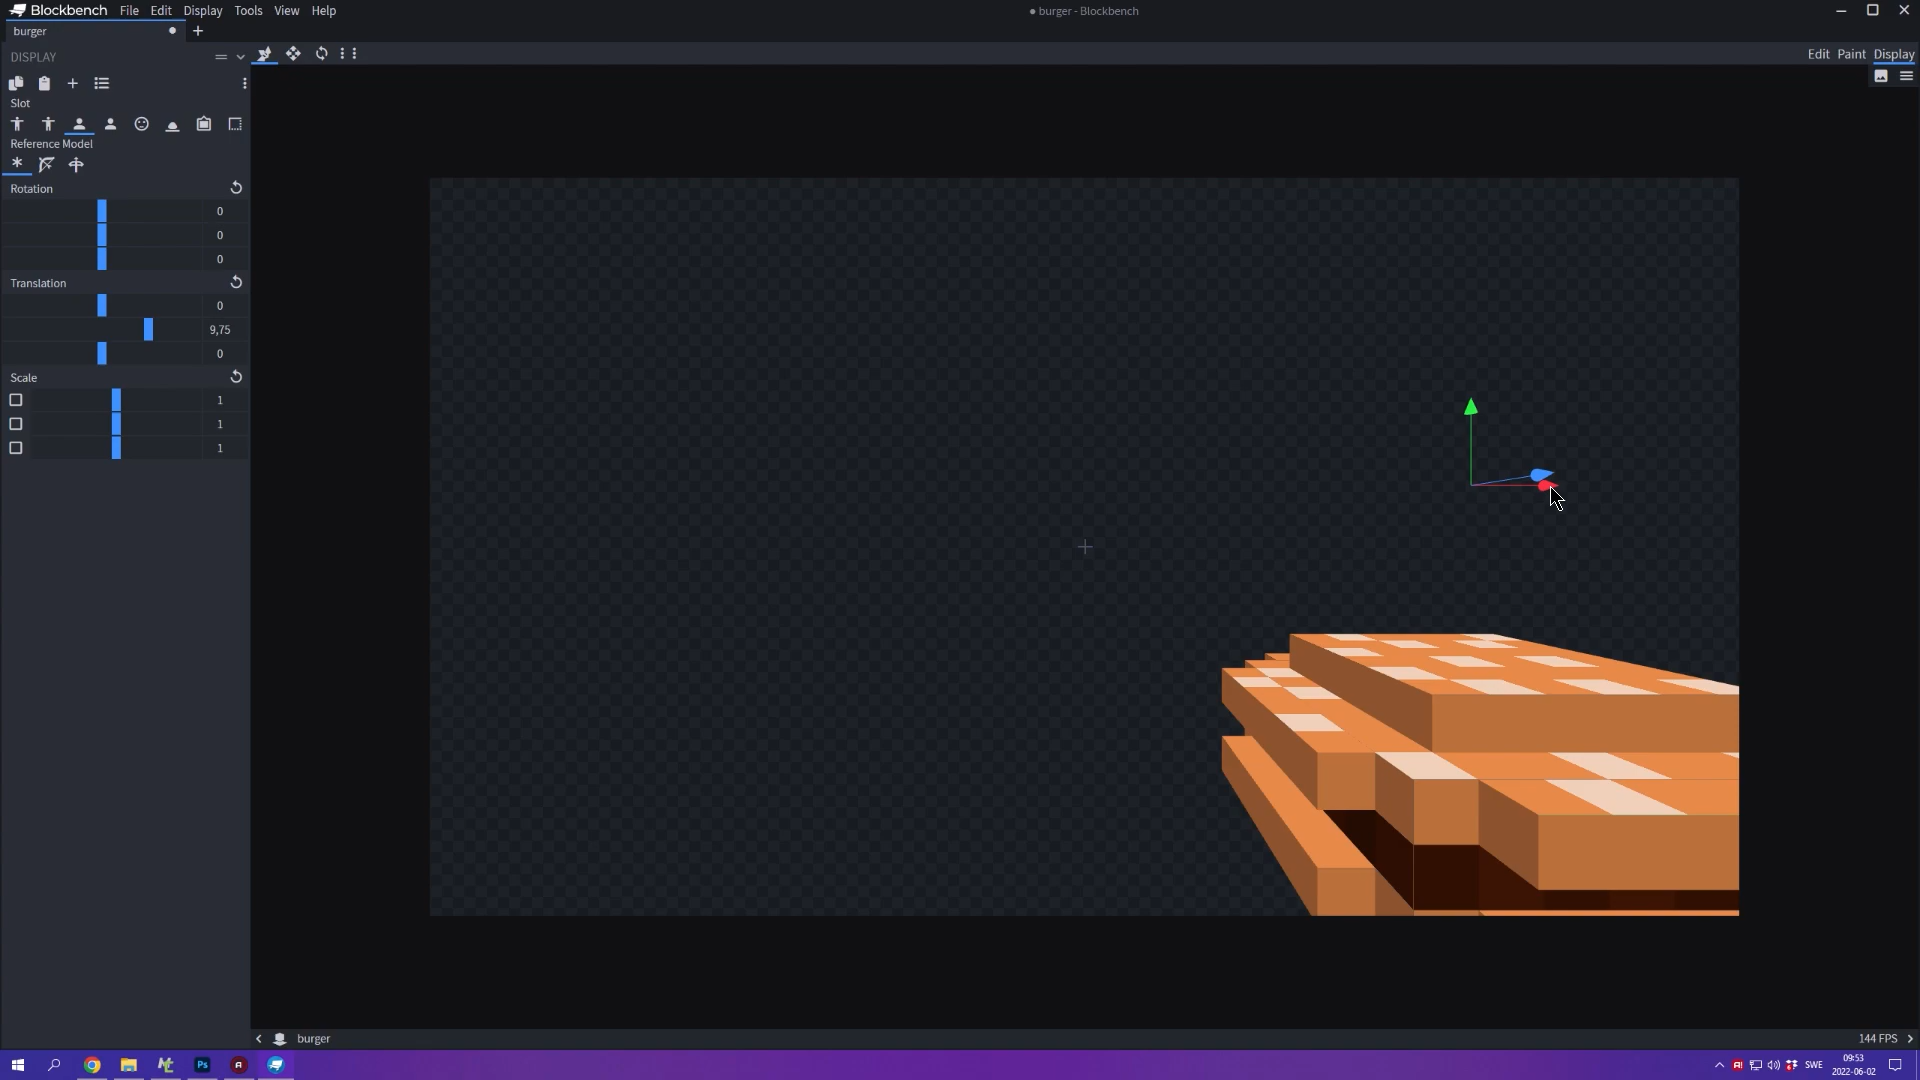 Blockbench File Edit Display Tools View Help
burger - Blockbench
burger
DISPLAY
Edit Paint Display
Slot
Reference Model
Rotation
0
0
0
Translation
0
9,75
0
Scale
1
1
1
burger
144 FPS
Ps
SWE
09:53
2022-06-02